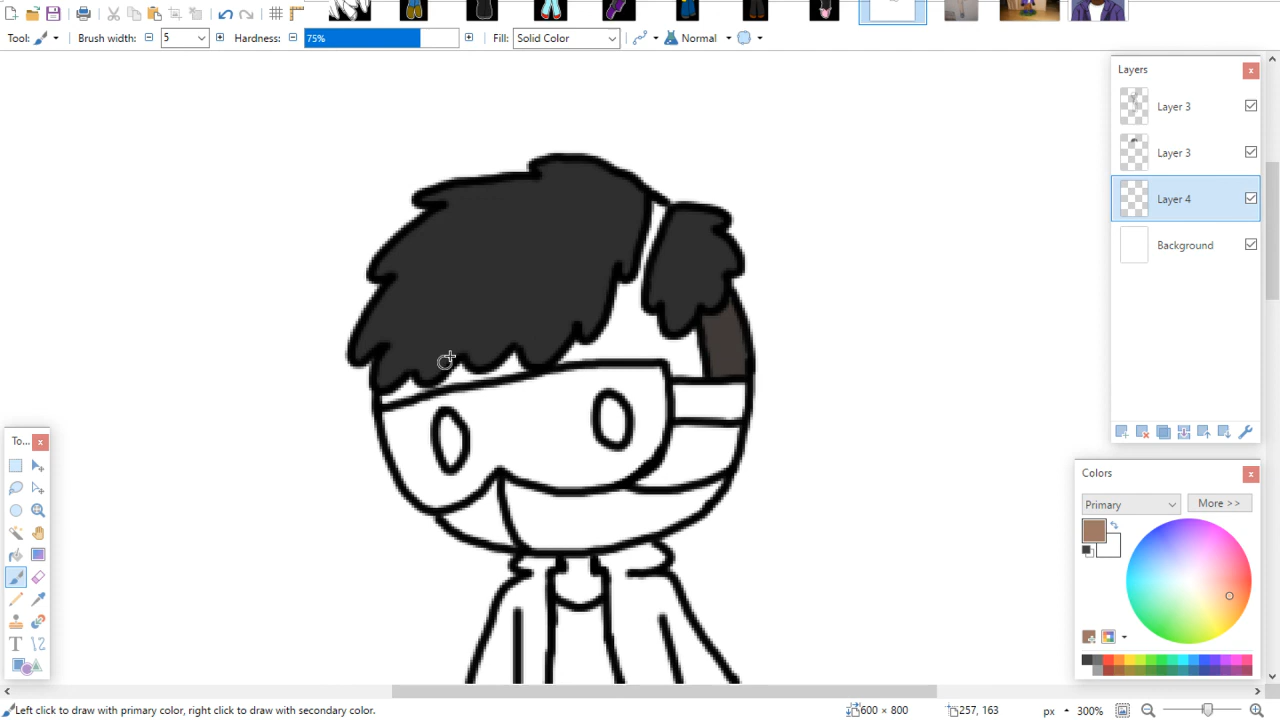 Tool:
Brush width:
5
Hardness:
75%
Fill:
Solid Color
Normal
Layers
Layer 3
Layer 3
Layer 4
Background
To...
Colors
Primary
More >>
Left click to draw with primary color, right click to draw with secondary color.
600 × 800
257, 163
px
300%